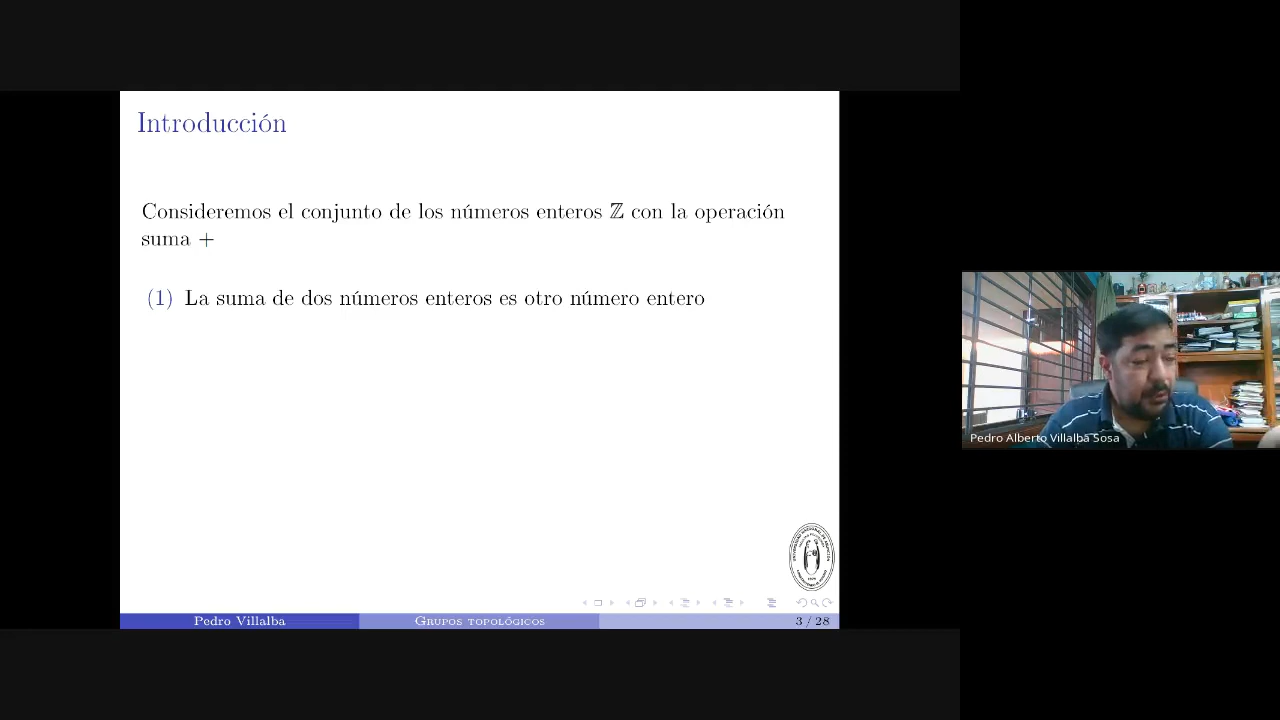 Introducción
Consideremos el conjunto de los números enteros ℤ con la operación
suma +
(1) La suma de dos números enteros es otro número entero
Pedro Alberto Villalba Sosa
Pedro Villalba
Grupos topológicos
3 / 28